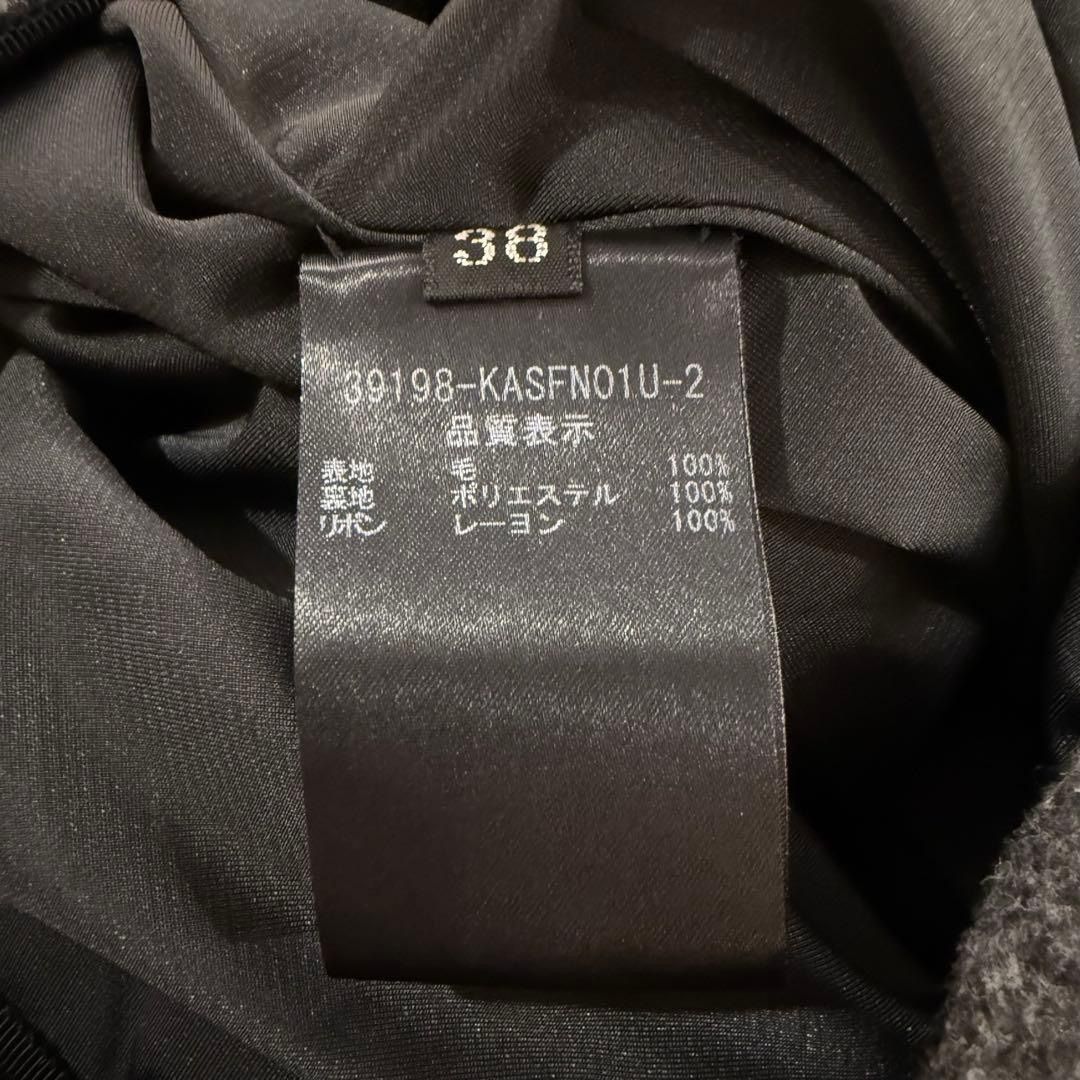 38
39198-KASFN01U-2
品質表示
表地 毛 100%
裏地 ポリエステル 100%
リボン レーヨン 100%